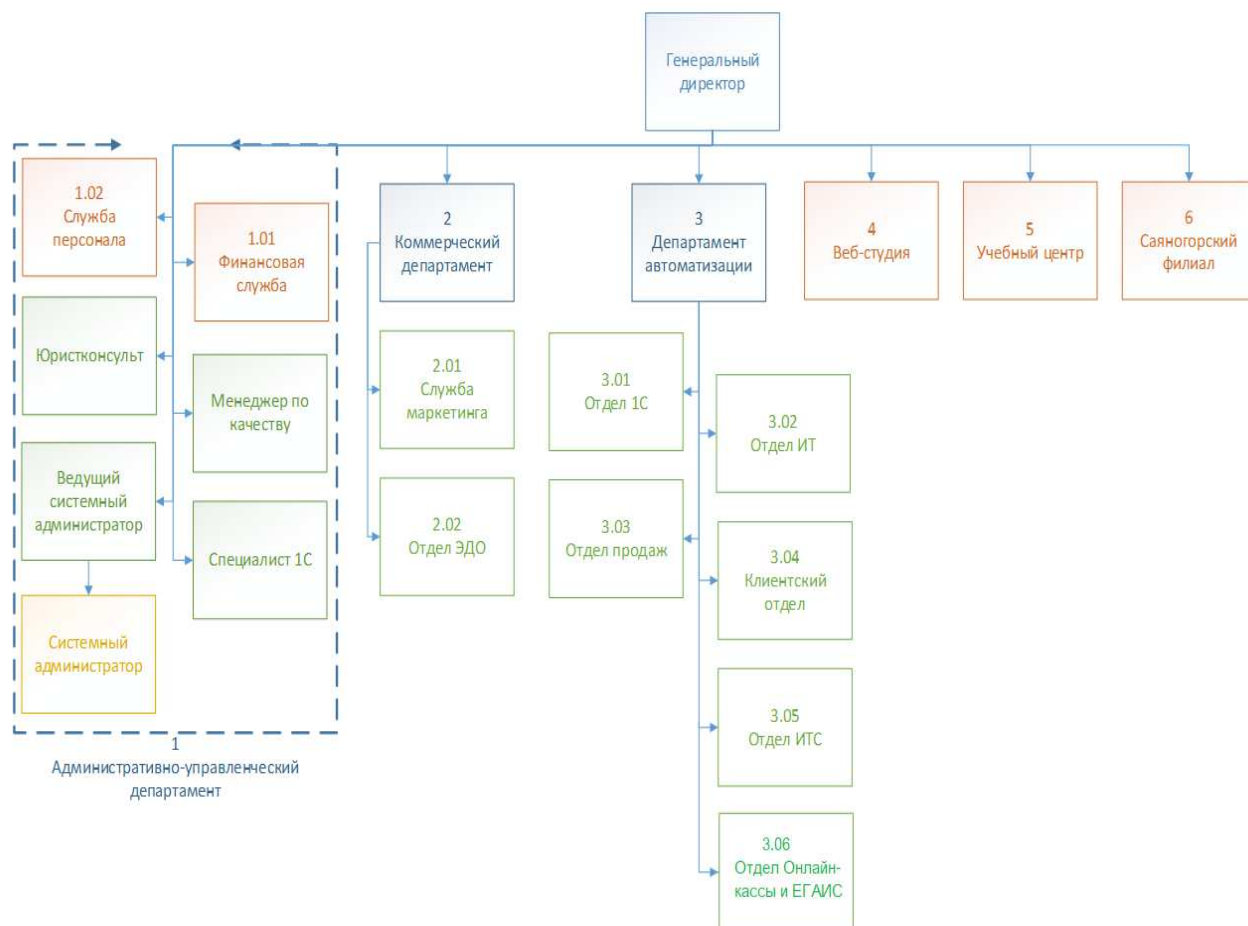 Генеральный
директор
1.02
Служба
персонала
1.01
Финансовая
служба
Юристконсульт
Менеджер по
качеству
Ведущий
системный
администратор
Специалист 1С
Системный
администратор
1
Административно-управленческий
департамент
2
Коммерческий
департамент
2.01
Служба
маркетинга
2.02
Отдел ЭДО
3
Департамент
автоматизации
3.01
Отдел 1С
3.02
Отдел ИТ
3.03
Отдел продаж
3.04
Клиентский
отдел
3.05
Отдел ИТС
3.06
Отдел Онлайн-
кассы и ЕГАИС
4
Веб-студия
5
Учебный центр
6
Саяногорский
филиал